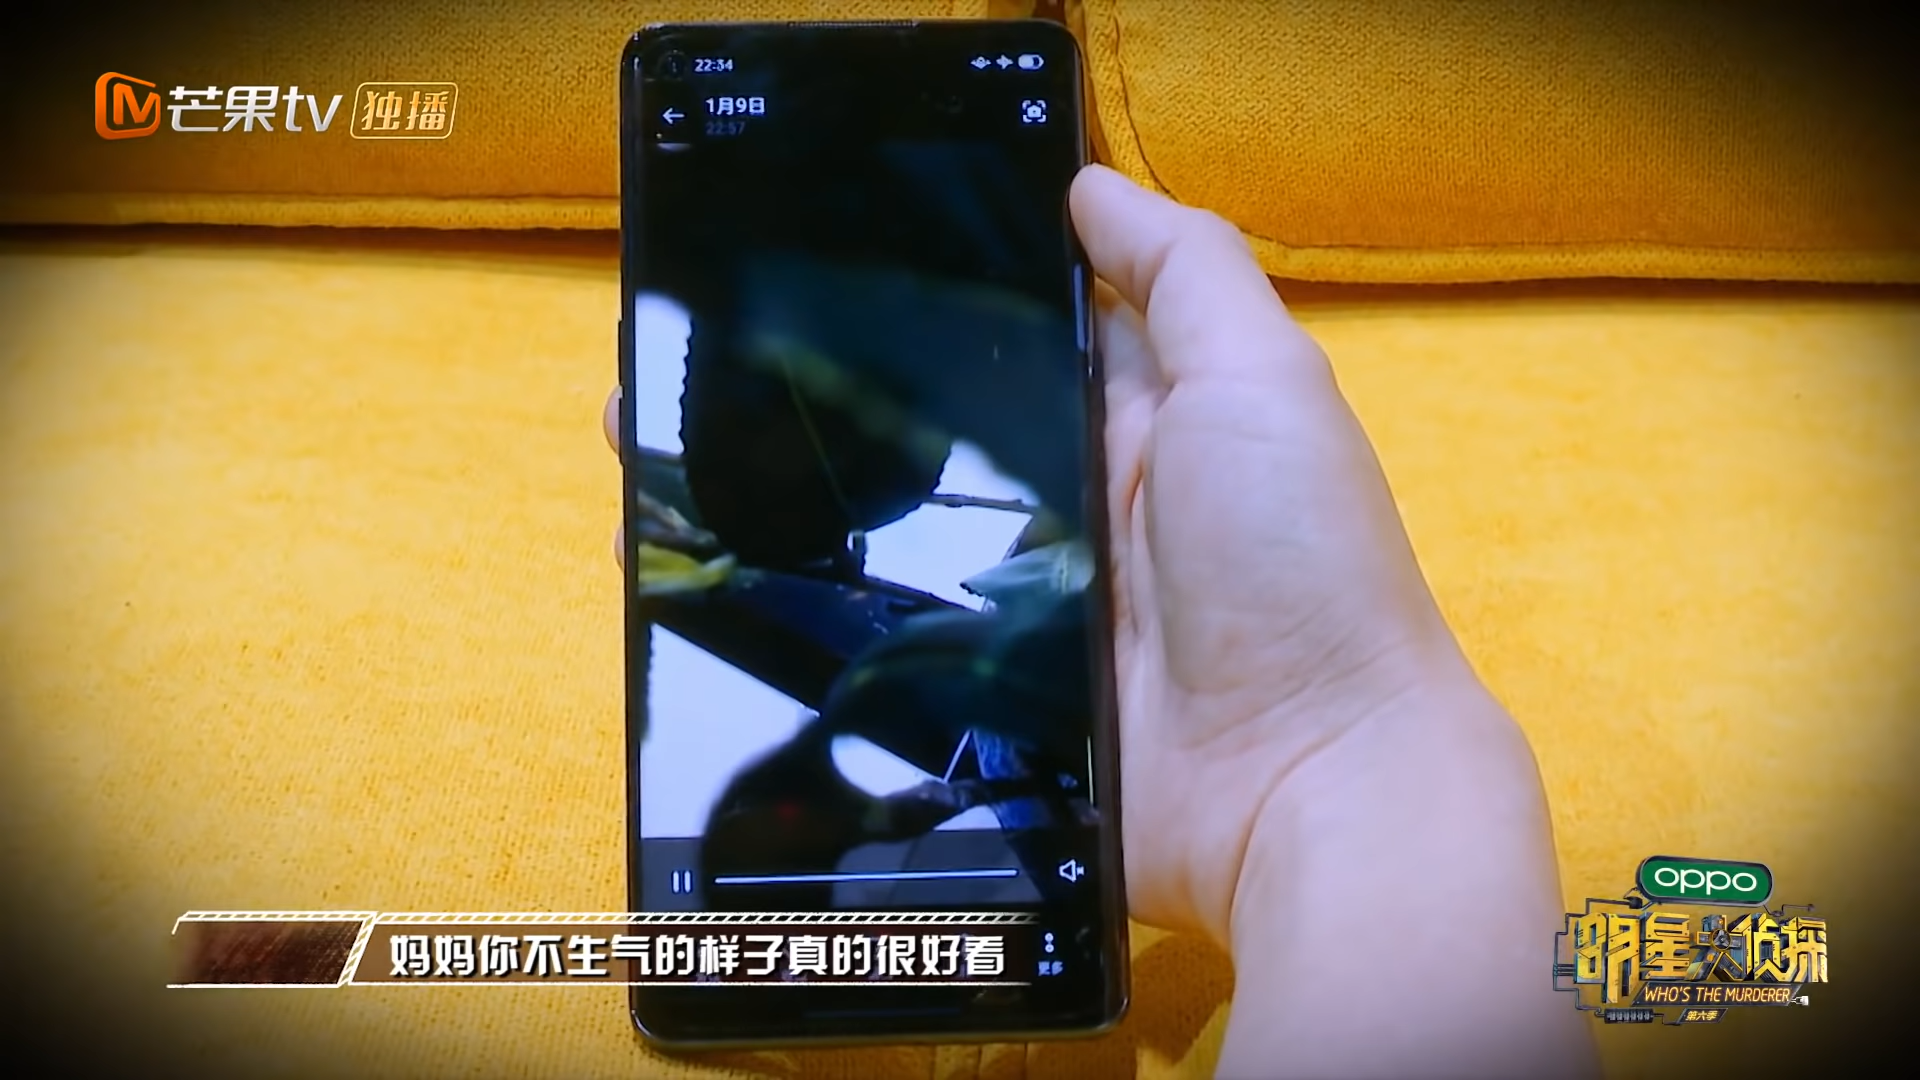 芒果tv 独播
22:34
1月9日
22:57
妈妈你不生气的样子真的很好看
更多
oppo
明星大侦探
WHO'S THE MURDERER
第六季